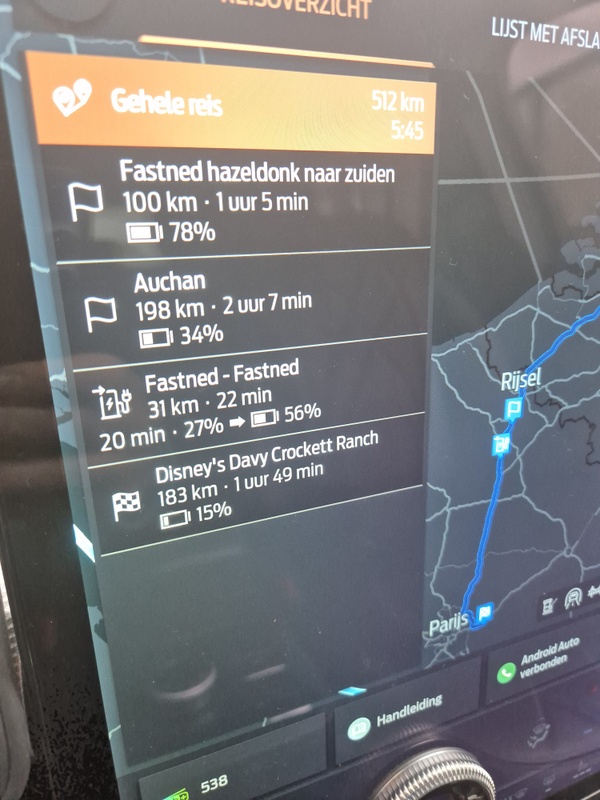 REISOVERZICHT
LIJST MET AFSLA
Gehele reis
512 km
5:45
Fastned hazeldonk naar zuiden
100 km · 1 uur 5 min
78%
Auchan
198 km · 2 uur 7 min
34%
Fastned - Fastned
31 km · 22 min
20 min · 27% ➡ 56%
Disney's Davy Crockett Ranch
183 km · 1 uur 49 min
15%
Rijsel
Parijs
Android Auto
verbonden
Handleiding
538